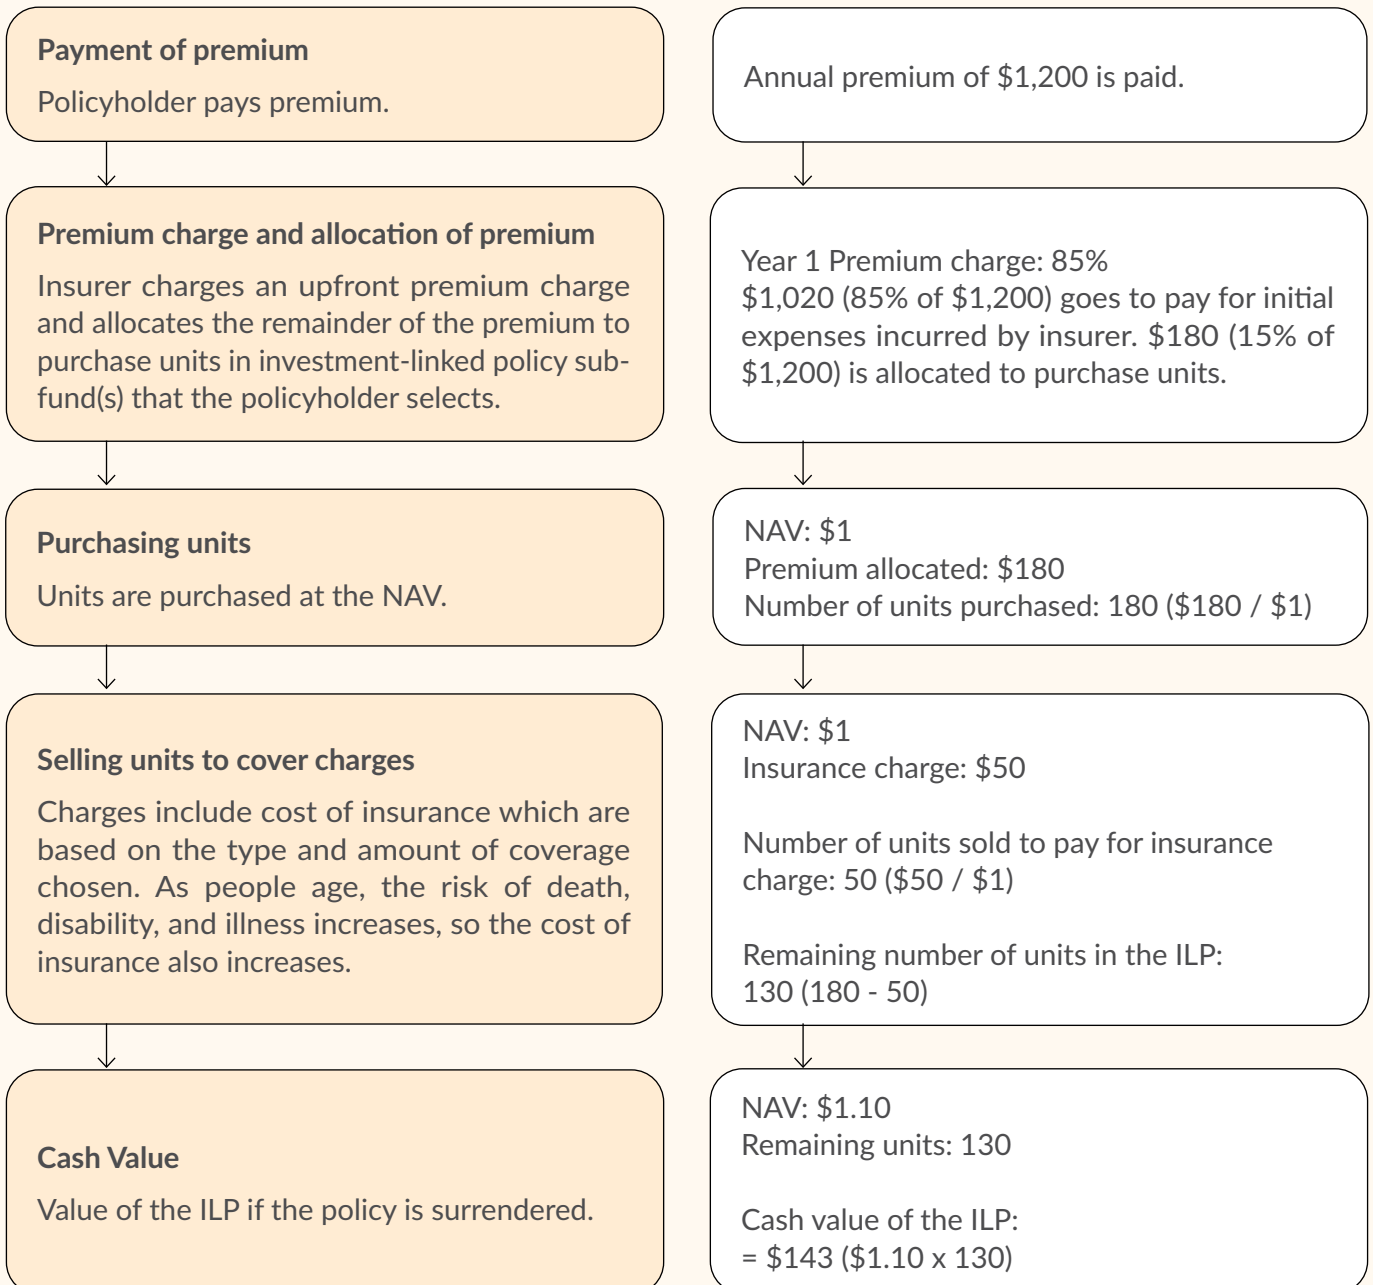 Payment of premium
Policyholder pays premium.
Annual premium of $1,200 is paid.
Premium charge and allocation of premium
Insurer charges an upfront premium charge
and allocates the remainder of the premium to
purchase units in investment-linked policy sub-
fund(s) that the policyholder selects.
Year 1 Premium charge: 85%
$1,020 (85% of $1,200) goes to pay for initial
expenses incurred by insurer. $180 (15% of
$1,200) is allocated to purchase units.
Purchasing units
Units are purchased at the NAV.
NAV: $1
Premium allocated: $180
Number of units purchased: 180 ($180 / $1)
Selling units to cover charges
Charges include cost of insurance which are
based on the type and amount of coverage
chosen. As people age, the risk of death,
disability, and illness increases, so the cost of
insurance also increases.
NAV: $1
Insurance charge: $50
Number of units sold to pay for insurance
charge: 50 ($50 / $1)
Remaining number of units in the ILP:
130 (180 - 50)
Cash Value
Value of the ILP if the policy is surrendered.
NAV: $1.10
Remaining units: 130
Cash value of the ILP:
= $143 ($1.10 x 130)